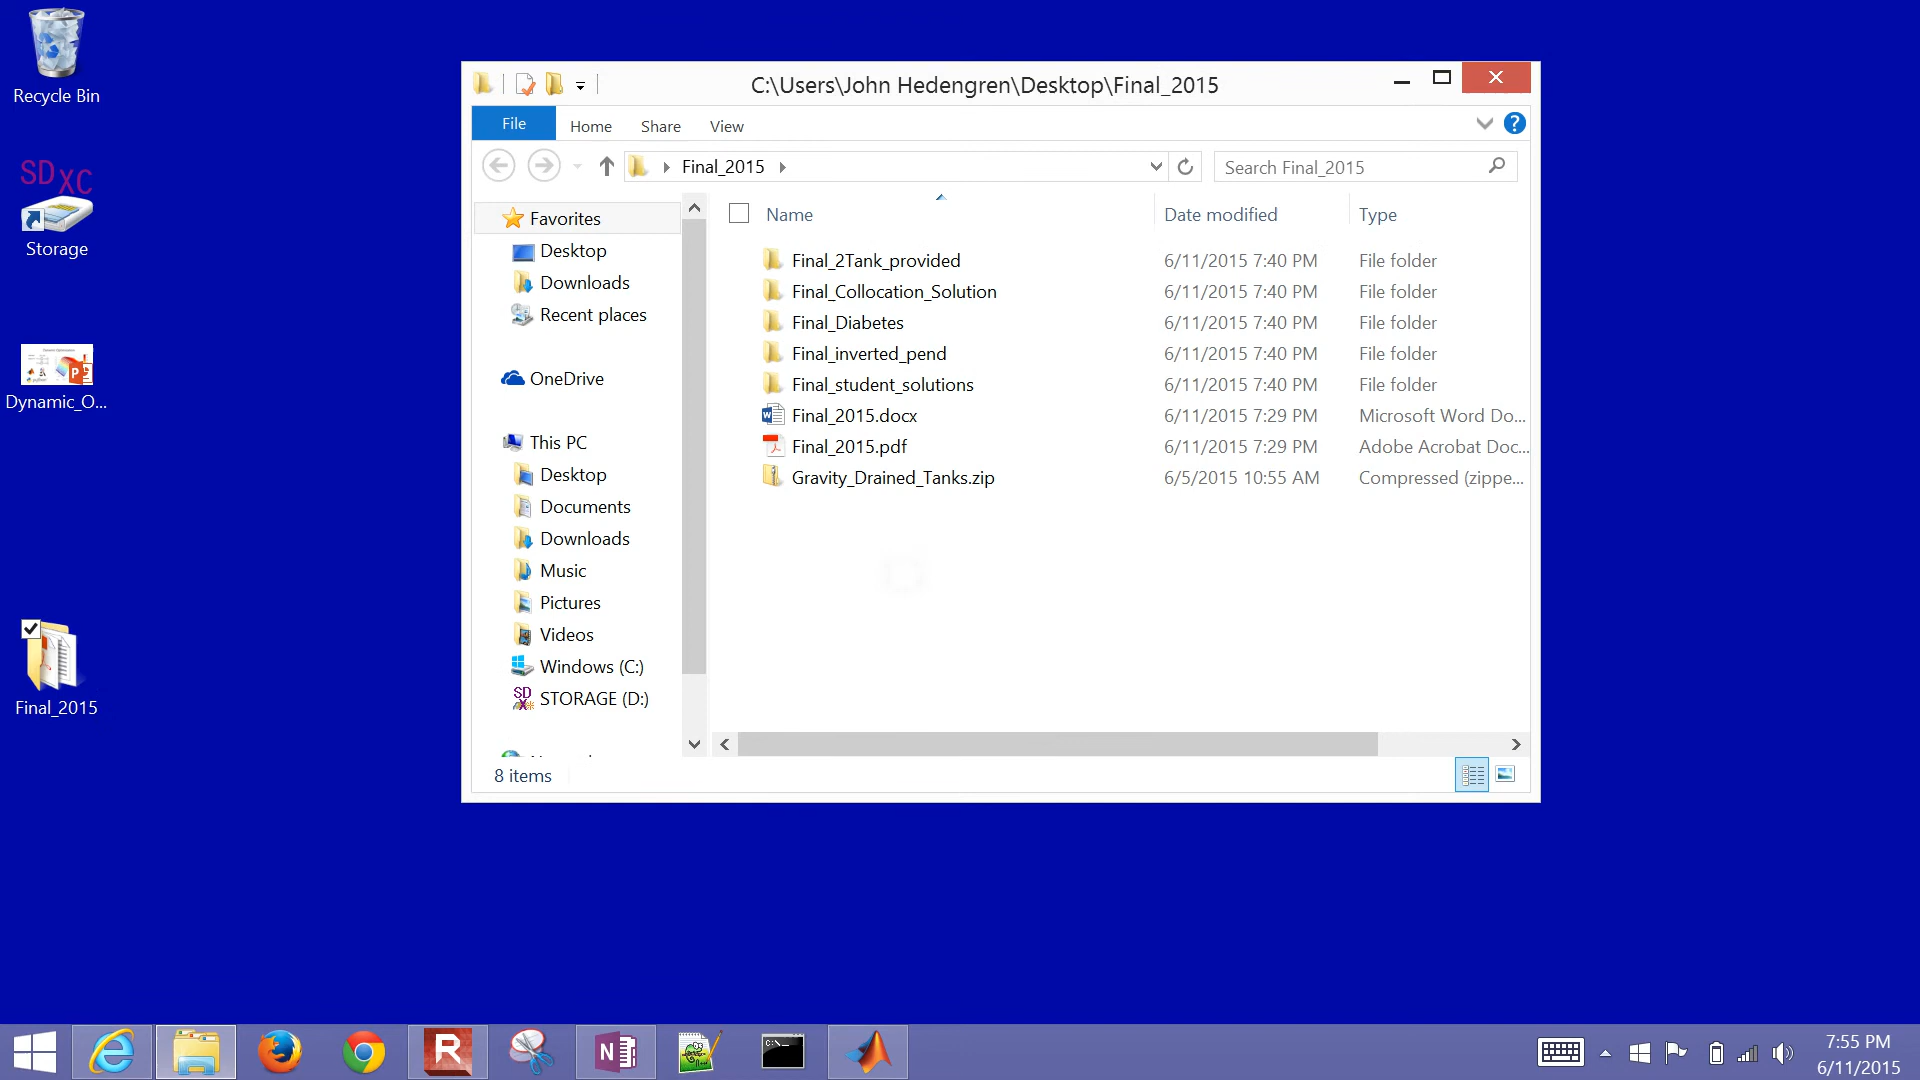 Recycle Bin
SD XC
Storage
Dynamic_O...
Final_2015
C:\Users\John Hedengren\Desktop\Final_2015
File Home Share View
Final_2015
Search Final_2015
Favorites
Desktop
Downloads
Recent places
OneDrive
This PC
Desktop
Documents
Downloads
Music
Pictures
Videos
Windows (C:)
STORAGE (D:)
Name Date modified Type
Final_2Tank_provided 6/11/2015 7:40 PM File folder
Final_Collocation_Solution 6/11/2015 7:40 PM File folder
Final_Diabetes 6/11/2015 7:40 PM File folder
Final_inverted_pend 6/11/2015 7:40 PM File folder
Final_student_solutions 6/11/2015 7:40 PM File folder
Final_2015.docx 6/11/2015 7:29 PM Microsoft Word Do...
Final_2015.pdf 6/11/2015 7:29 PM Adobe Acrobat Doc...
Gravity_Drained_Tanks.zip 6/5/2015 10:55 AM Compressed (zippe...
8 items
7:55 PM
6/11/2015